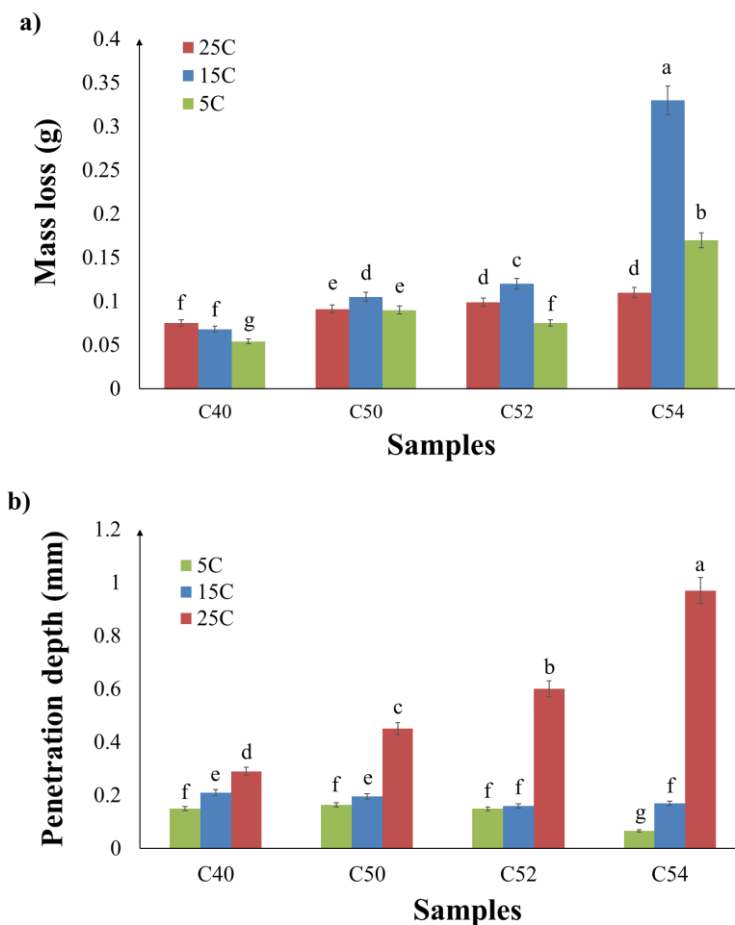 a)
Mass loss (g)
0.4
0.35
0.3
0.25
0.2
0.15
0.1
0.05
0
25C
15C
5C
f f g
e d e
d c f
d a b
C40 C50 C52 C54
Samples
b)
Penetration depth (mm)
1.2
1
0.8
0.6
0.4
0.2
0
5C
15C
25C
f e d
f e c
f f b
g f a
C40 C50 C52 C54
Samples